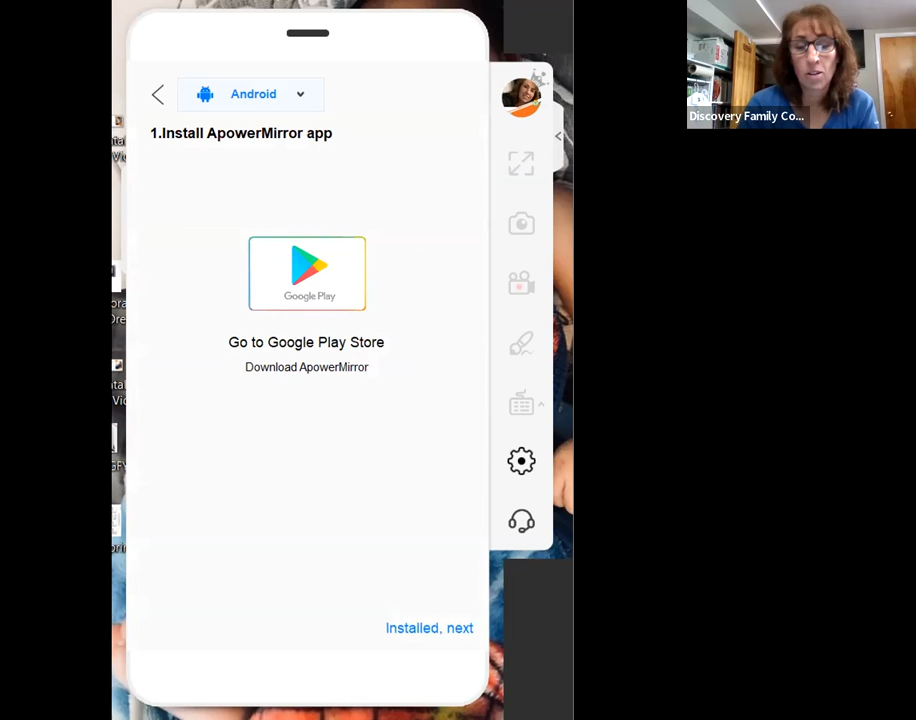 Android
1.Install ApowerMirror app
Google Play
Go to Google Play Store
Download ApowerMirror
Installed, next
Discovery Family Co...